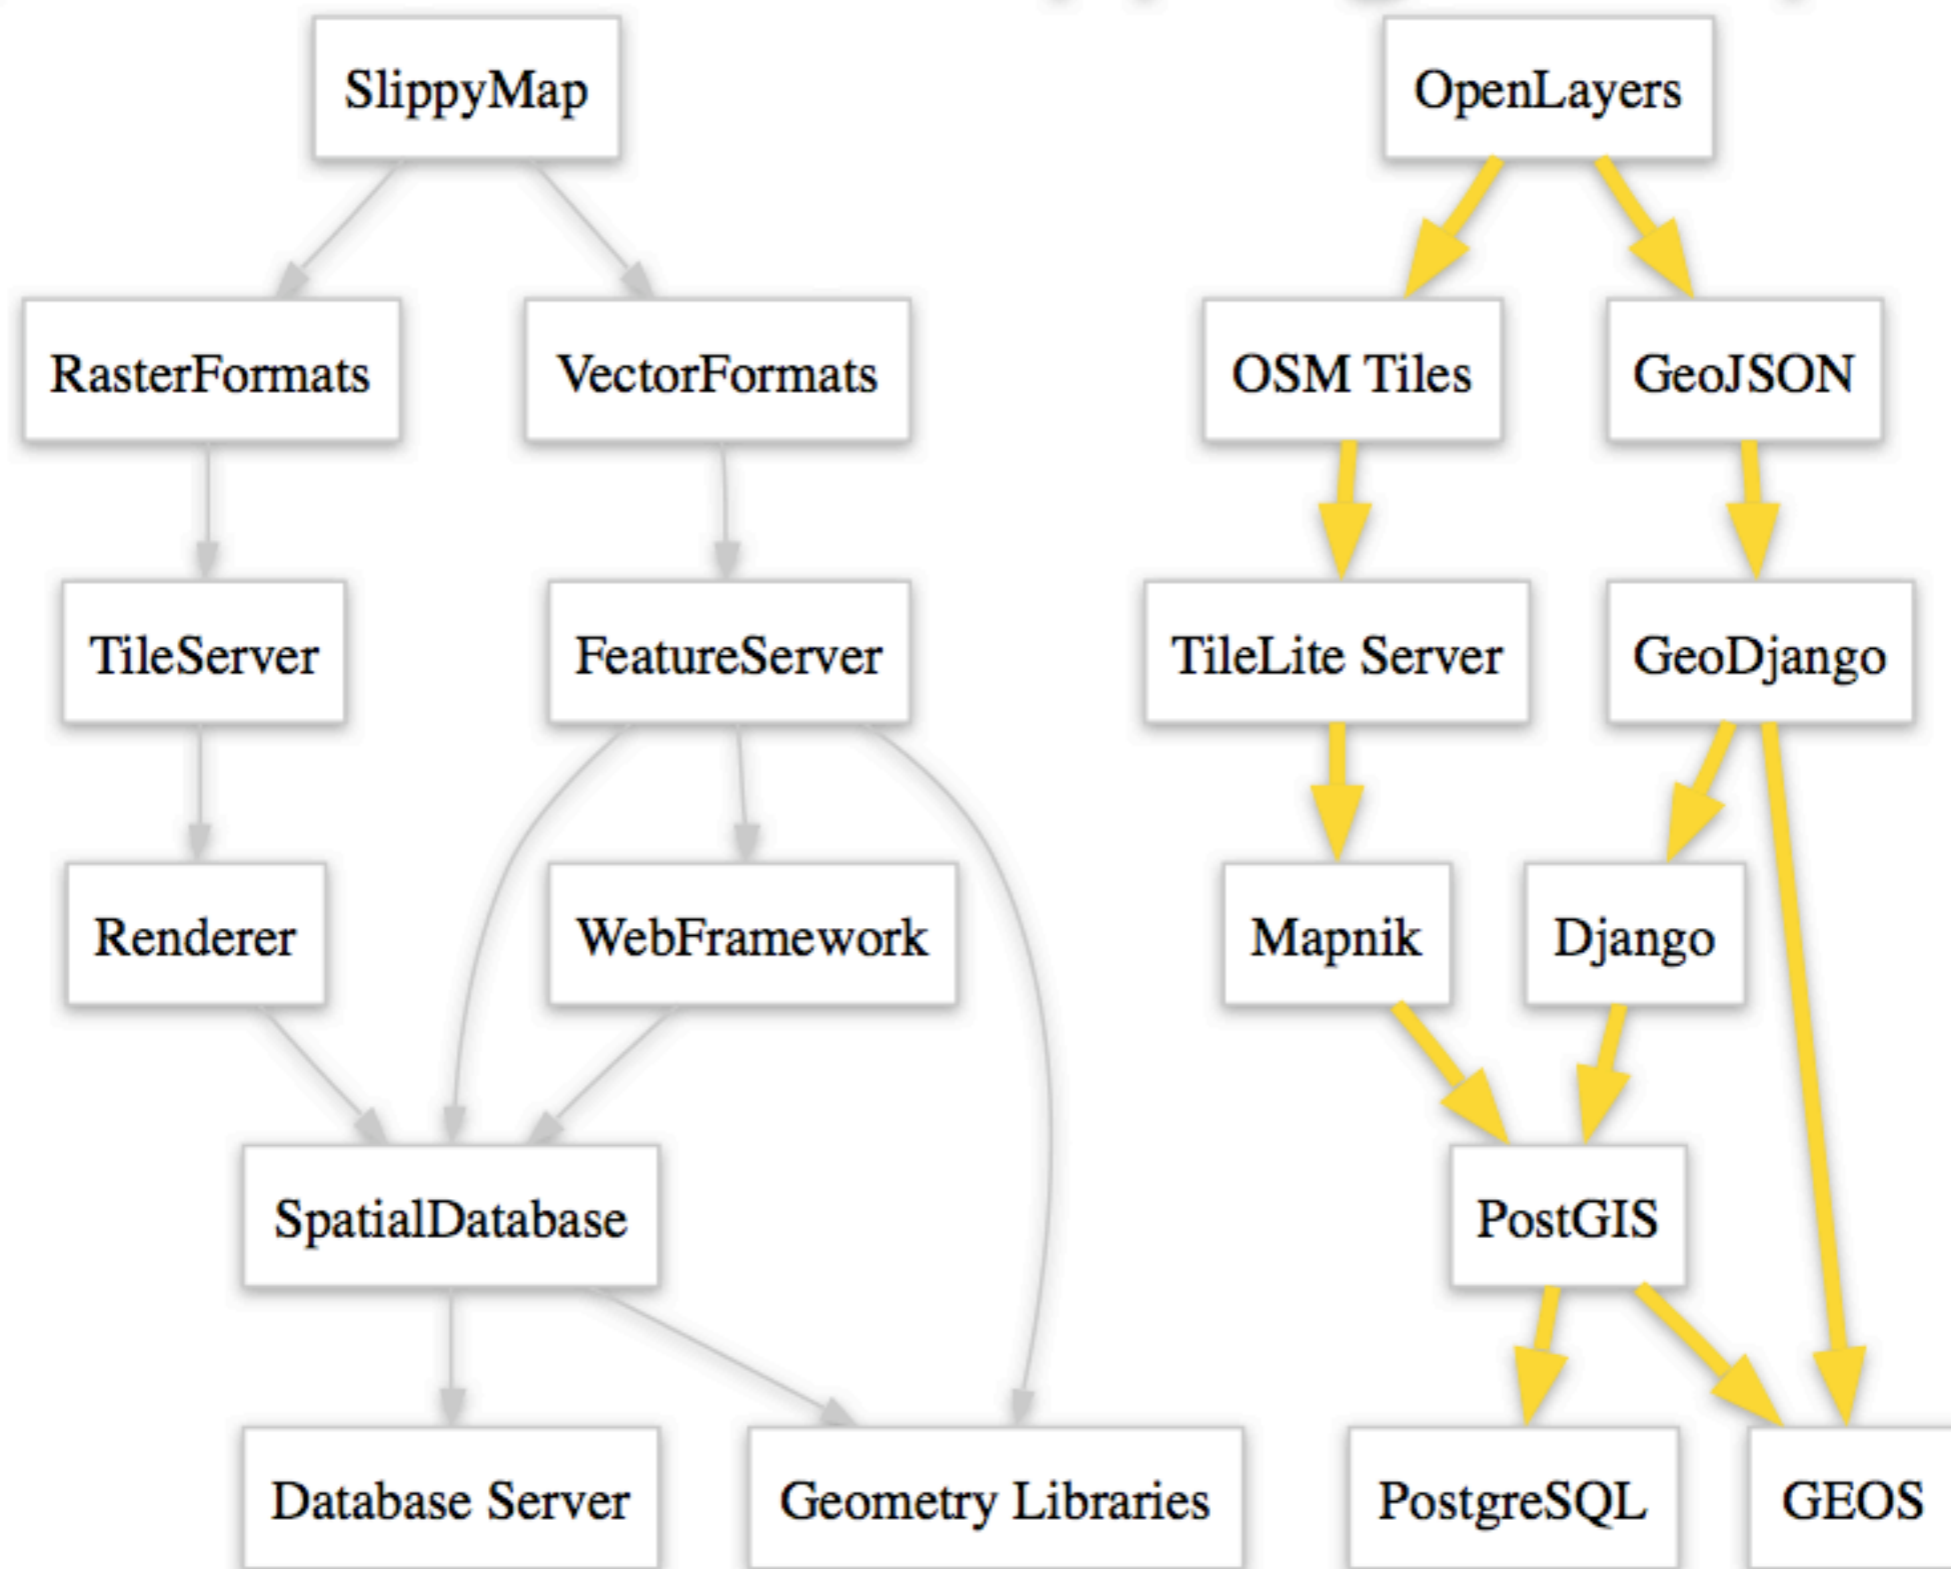 SlippyMap
OpenLayers
RasterFormats
VectorFormats
OSM Tiles
GeoJSON
TileServer
FeatureServer
TileLite Server
GeoDjango
Renderer
WebFramework
Mapnik
Django
SpatialDatabase
PostGIS
Database Server
Geometry Libraries
PostgreSQL
GEOS